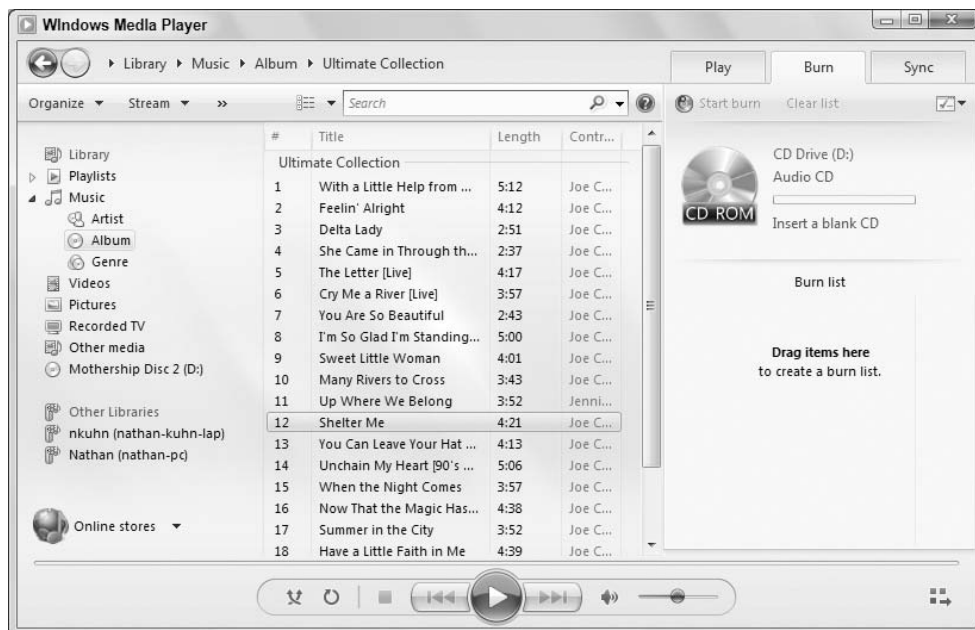 Windows Media Player
Library Music Album Ultimate Collection
Play Burn Sync
Organize Stream » Search Start burn Clear list
# Title Length Contr...
Ultimate Collection
1 With a Little Help from ... 5:12 Joe C...
2 Feelin' Alright 4:12 Joe C...
3 Delta Lady 2:51 Joe C...
4 She Came in Through th... 2:37 Joe C...
5 The Letter [Live] 4:17 Joe C...
6 Cry Me a River [Live] 3:57 Joe C...
7 You Are So Beautiful 2:43 Joe C...
8 I'm So Glad I'm Standing... 5:00 Joe C...
9 Sweet Little Woman 4:01 Joe C...
10 Many Rivers to Cross 3:43 Joe C...
11 Up Where We Belong 3:52 Jenni...
12 Shelter Me 4:21 Joe C...
13 You Can Leave Your Hat ... 4:13 Joe C...
14 Unchain My Heart [90's ... 5:06 Joe C...
15 When the Night Comes 3:57 Joe C...
16 Now That the Magic Has... 4:38 Joe C...
17 Summer in the City 3:52 Joe C...
18 Have a Little Faith in Me 4:39 Joe C...
Library
Playlists
Music
Artist
Album
Genre
Videos
Pictures
Recorded TV
Other media
Mothership Disc 2 (D:)
Other Libraries
nkuhn (nathan-kuhn-lap)
Nathan (nathan-pc)
Online stores
CD ROM
CD Drive (D:)
Audio CD
Insert a blank CD
Burn list
Drag items here
to create a burn list.